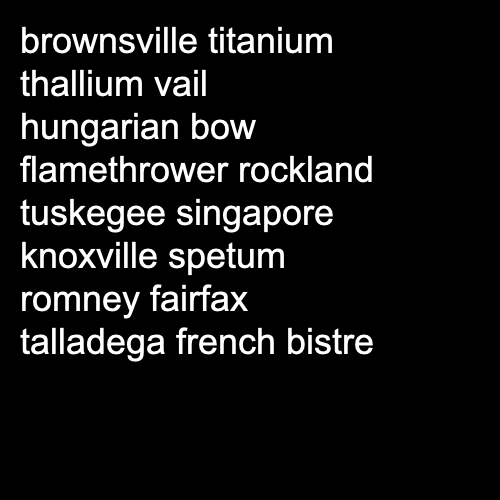 brownsville titanium
thallium vail
hungarian bow
flamethrower rockland
tuskegee singapore
knoxville spetum
romney fairfax
talladega french bistre